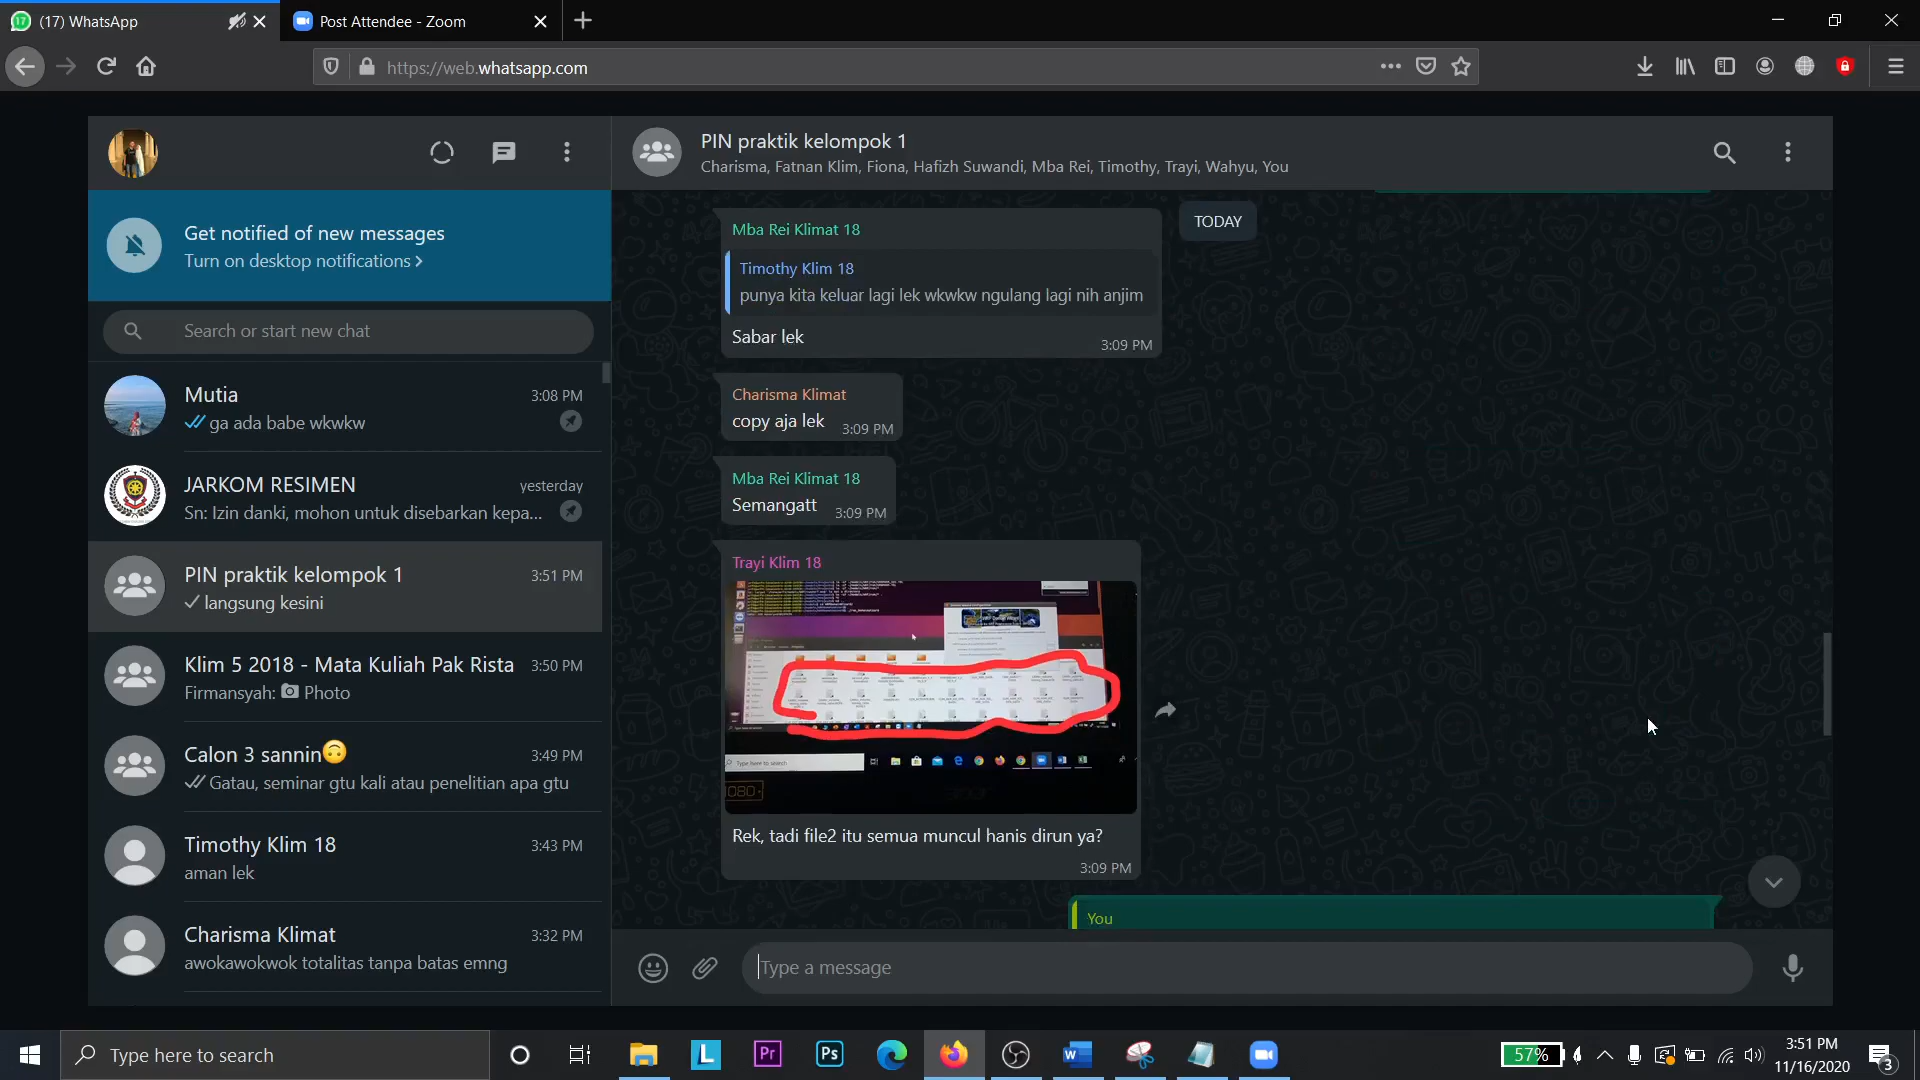 (17) WhatsApp
Post Attendee - Zoom
https://web.whatsapp.com
Get notified of new messages
Turn on desktop notifications >
Search or start new chat
Mutia
3:08 PM
ga ada babe wkwkw
JARKOM RESIMEN
yesterday
Sn: Izin danki, mohon untuk disebarkan kepa...
PIN praktik kelompok 1
3:51 PM
langsung kesini
Klim 5 2018 - Mata Kuliah Pak Rista
3:50 PM
Firmansyah: Photo
Calon 3 sannin🙃
3:49 PM
Gatau, seminar gtu kali atau penelitian apa gtu
Timothy Klim 18
3:43 PM
aman lek
Charisma Klimat
3:32 PM
awokawokwok totalitas tanpa batas emng
PIN praktik kelompok 1
Charisma, Fatnan Klim, Fiona, Hafizh Suwandi, Mba Rei, Timothy, Trayi, Wahyu, You
TODAY
Mba Rei Klimat 18
Timothy Klim 18
punya kita keluar lagi lek wkwkw ngulang lagi nih anjim
Sabar lek
3:09 PM
Charisma Klimat
copy aja lek
3:09 PM
Mba Rei Klimat 18
Semangatt
3:09 PM
Trayi Klim 18
Type here to search
Rek, tadi file2 itu semua muncul hanis dirun ya?
3:09 PM
You
Type a message
Type here to search
L
Pr
Ps
57%
3:51 PM
11/16/2020
3